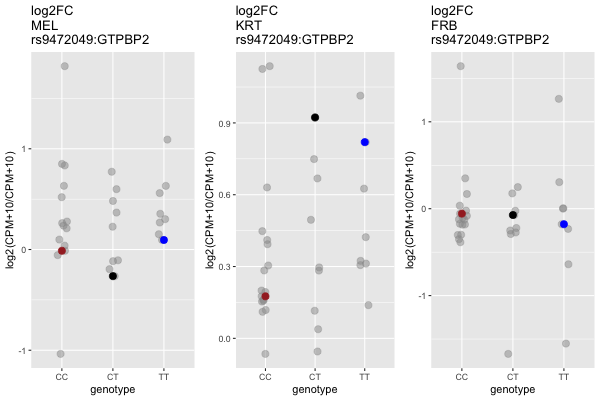 log2FC
MEL
rs9472049:GTPBP2
log2(CPM+10/CPM+10)
1
0
-1
CC CT TT
genotype
log2FC
KRT
rs9472049:GTPBP2
log2(CPM+10/CPM+10)
0.9
0.6
0.3
0.0
CC CT TT
genotype
log2FC
FRB
rs9472049:GTPBP2
log2(CPM+10/CPM+10)
1
0
-1
CC CT TT
genotype